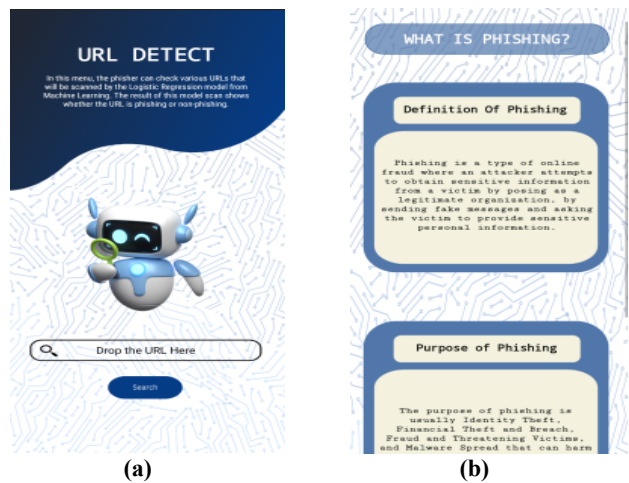 URL DETECT
In this menu, the phisher can check various URLs that
will be scanned by the Logistic Regression model from
Machine Learning. The result of this model scan shows
whether the URL is phishing or non-phishing.
Drop the URL Here
Search
(a)
WHAT IS PHISHING?
Definition Of Phishing
Phishing is a type of online
fraud where an attacker attempts
to obtain sensitive information
from a victim by posing as a
legitimate organization, by
sending fake messages and asking
the victim to provide sensitive
personal information.
Purpose of Phishing
The purpose of phishing is
usually Identity Theft,
Financial Theft and Breach,
Fraud and Threatening Victims,
and Malware Spread that can harm
(b)